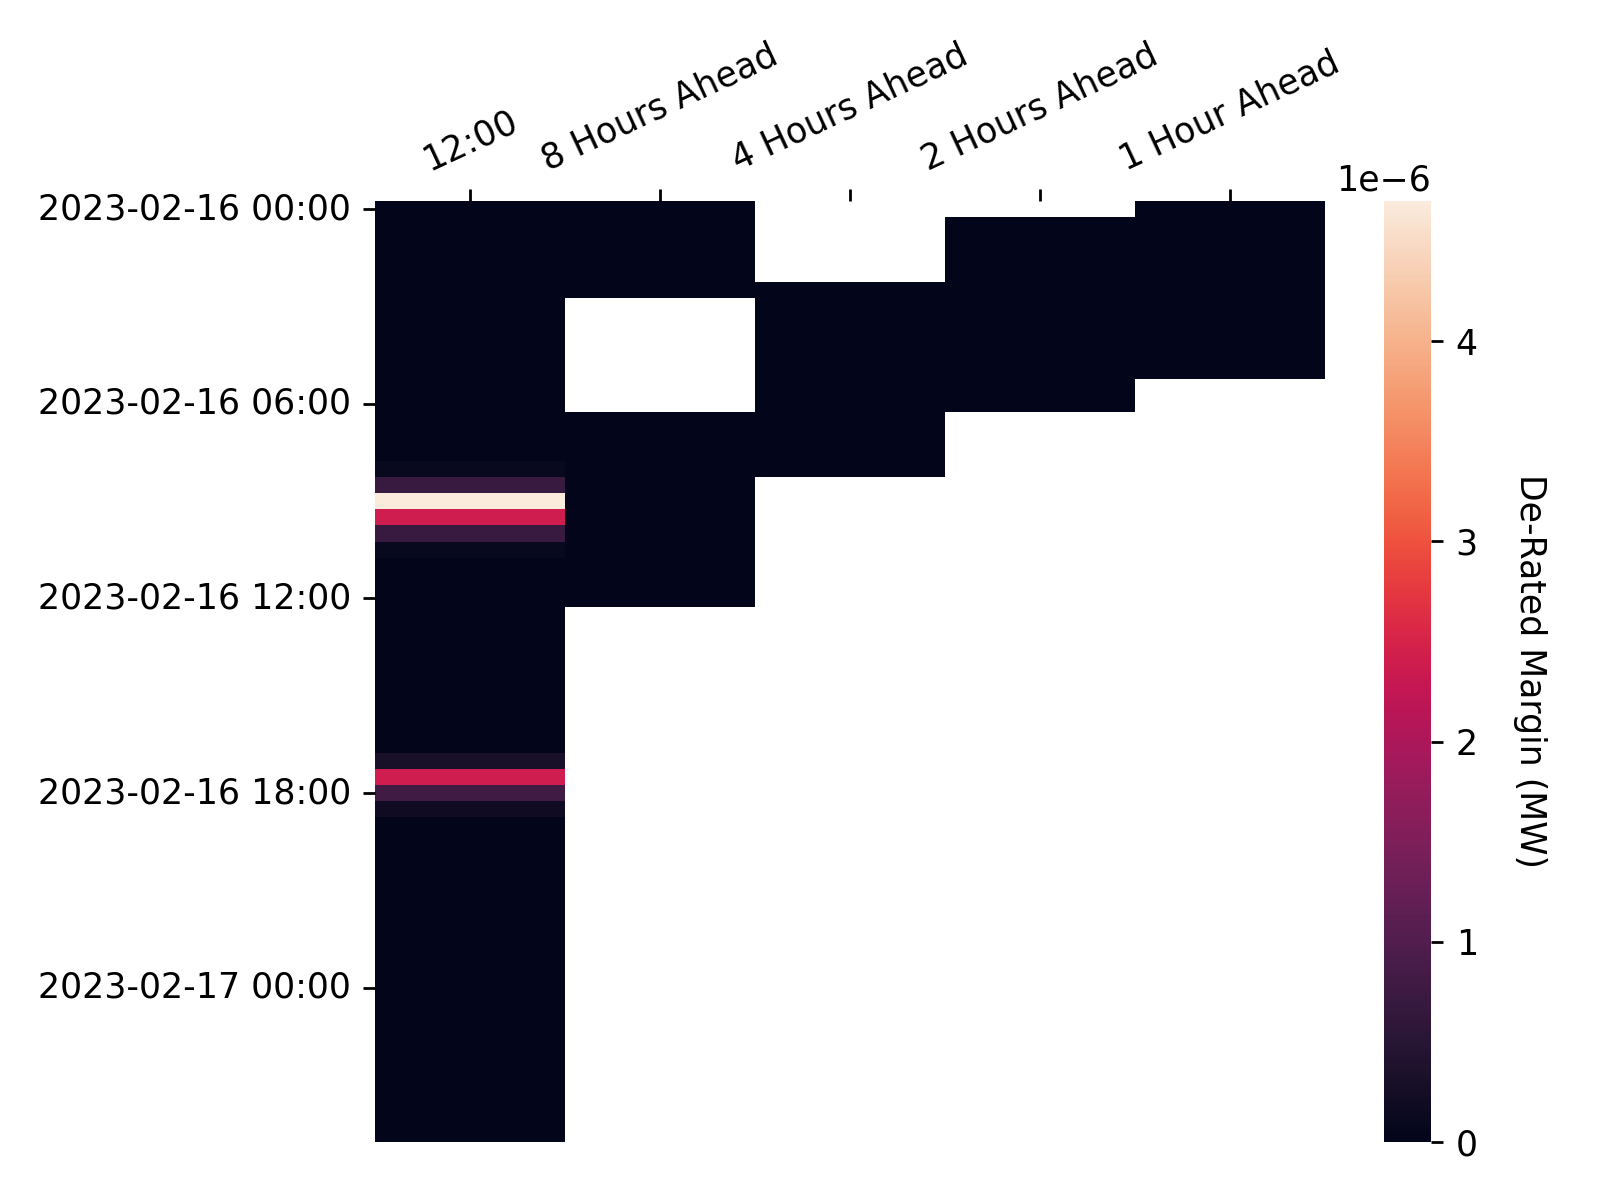 12:00
8 Hours Ahead
4 Hours Ahead
2 Hours Ahead
1 Hour Ahead
1e−6
2023-02-16 00:00
2023-02-16 06:00
2023-02-16 12:00
2023-02-16 18:00
2023-02-17 00:00
4
3
2
1
0
De-Rated Margin (MW)